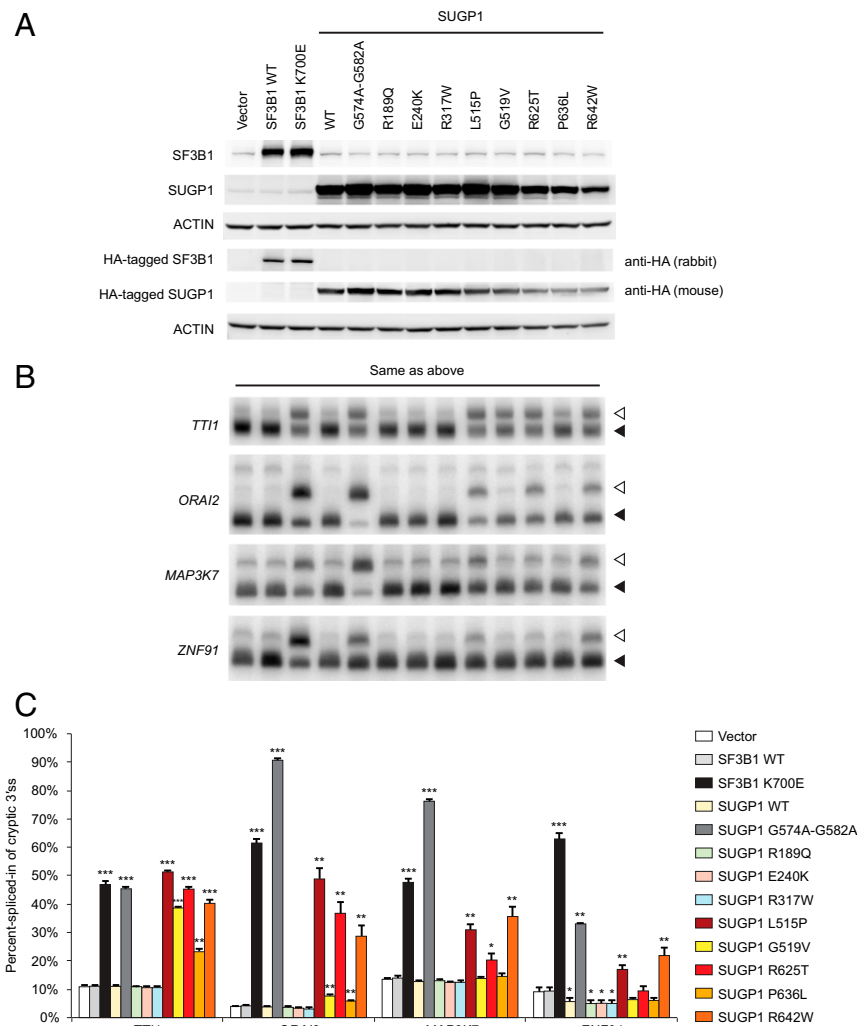 A
SUGP1
Vector
SF3B1 WT
SF3B1 K700E
WT
G574A-G582A
R189Q
E240K
R317W
L515P
G519V
R625T
P636L
R642W
SF3B1
SUGP1
ACTIN
HA-tagged SF3B1 anti-HA (rabbit)
HA-tagged SUGP1 anti-HA (mouse)
ACTIN
B
Same as above
TTI1
ORAI2
MAP3K7
ZNF91
C
Percent-spliced-in of cryptic 3'ss
100%
90%
80%
70%
60%
50%
40%
30%
20%
10%
0%
*** *** *** *** *** ** ***
*** *** ** ** ** ** **
*** *** ** * **
*** * ** * * * ** **
Vector
SF3B1 WT
SF3B1 K700E
SUGP1 WT
SUGP1 G574A-G582A
SUGP1 R189Q
SUGP1 E240K
SUGP1 R317W
SUGP1 L515P
SUGP1 G519V
SUGP1 R625T
SUGP1 P636L
SUGP1 R642W